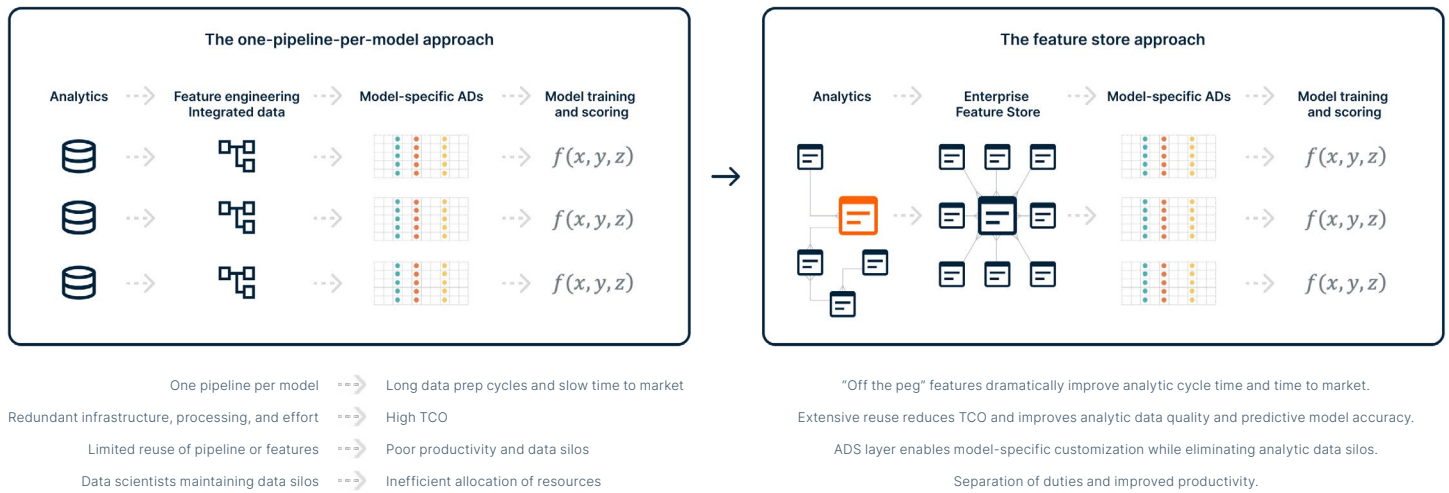 The one-pipeline-per-model approach
Analytics
Feature engineering
Integrated data
Model-specific ADs
Model training
and scoring
f(x,y,z)
f(x,y,z)
f(x,y,z)
The feature store approach
Analytics
Enterprise
Feature Store
Model-specific ADs
Model training
and scoring
f(x,y,z)
f(x,y,z)
f(x,y,z)
One pipeline per model
Long data prep cycles and slow time to market
Redundant infrastructure, processing, and effort
High TCO
Limited reuse of pipeline or features
Poor productivity and data silos
Data scientists maintaining data silos
Inefficient allocation of resources
“Off the peg” features dramatically improve analytic cycle time and time to market.
Extensive reuse reduces TCO and improves analytic data quality and predictive model accuracy.
ADS layer enables model-specific customization while eliminating analytic data silos.
Separation of duties and improved productivity.